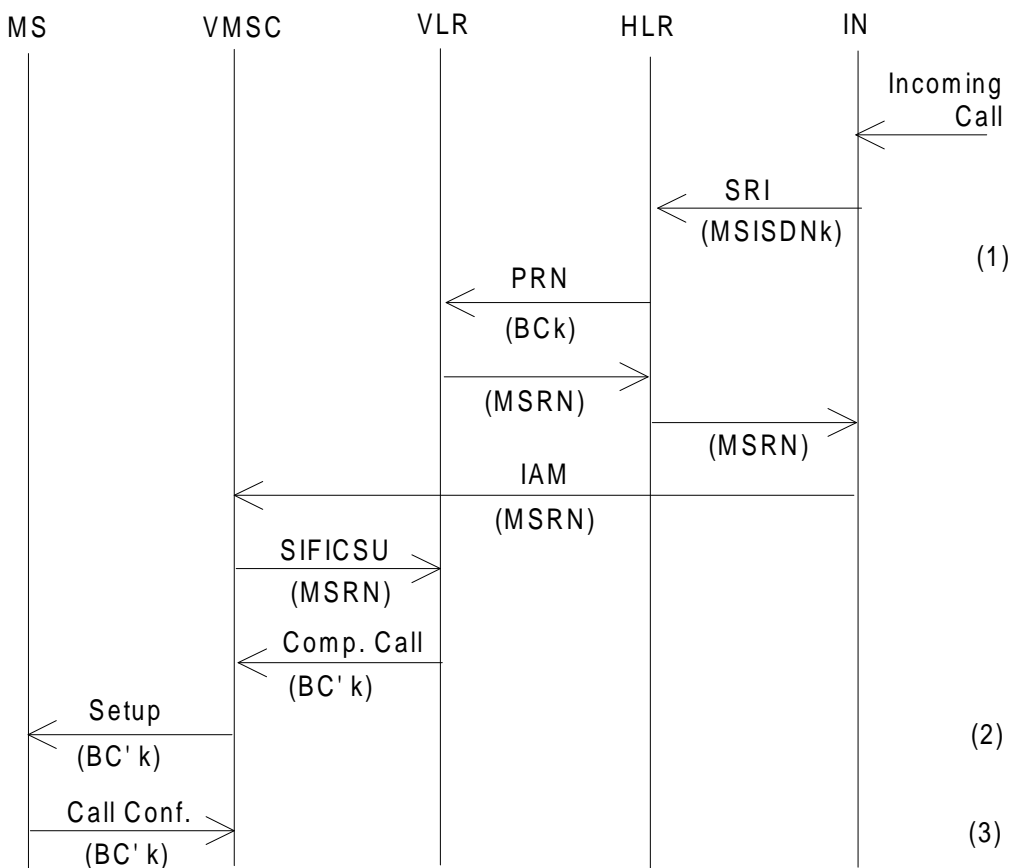 MS VMSC VLR HLR IN
Incoming
Call
SRI
(MSISDNk)
(1)
PRN
(BCk)
(MSRN)
(MSRN)
IAM
(MSRN)
SIFICSU
(MSRN)
Comp. Call
(BC'k)
Setup
(2)
(BC'k)
Call Conf.
(3)
(BC'k)